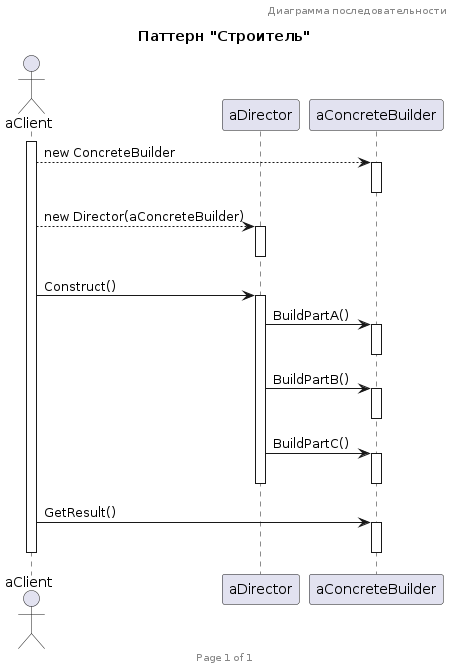 Диаграмма последовательности
Паттерн "Строитель"
aClient
aDirector
aConcreteBuilder
new ConcreteBuilder
new Director(aConcreteBuilder)
Construct()
BuildPartA()
BuildPartB()
BuildPartC()
GetResult()
aClient
aDirector
aConcreteBuilder
Page 1 of 1